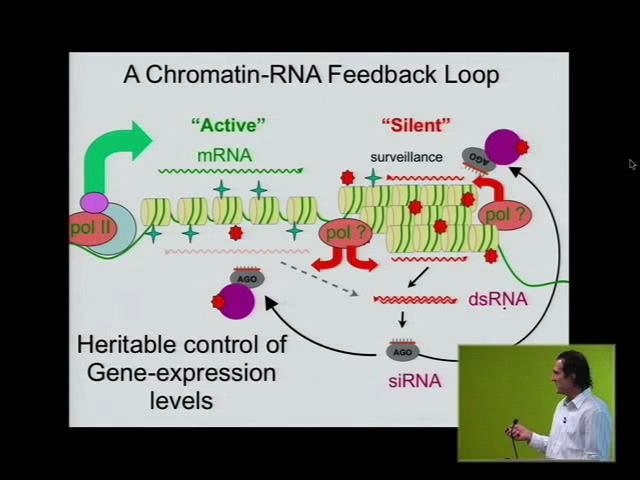 A Chromatin-RNA Feedback Loop
"Active"
"Silent"
mRNA
surveillance
AGO
pol II
pol ?
pol ?
AGO
dsRNA
AGO
siRNA
Heritable control of
Gene-expression
levels